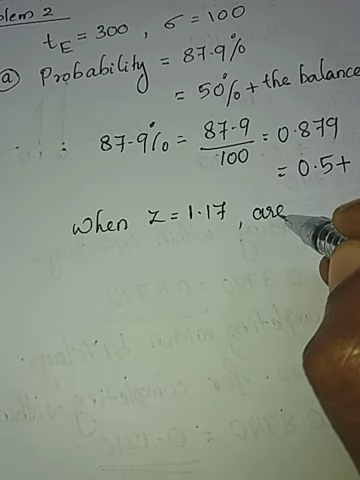 blem 2
t_E = 300 , σ = 100
(a) Probability = 87.9%
= 50% + the balance
∴ 87.9% = 87.9/100 = 0.879
= 0.5+
when Z = 1.17 , are